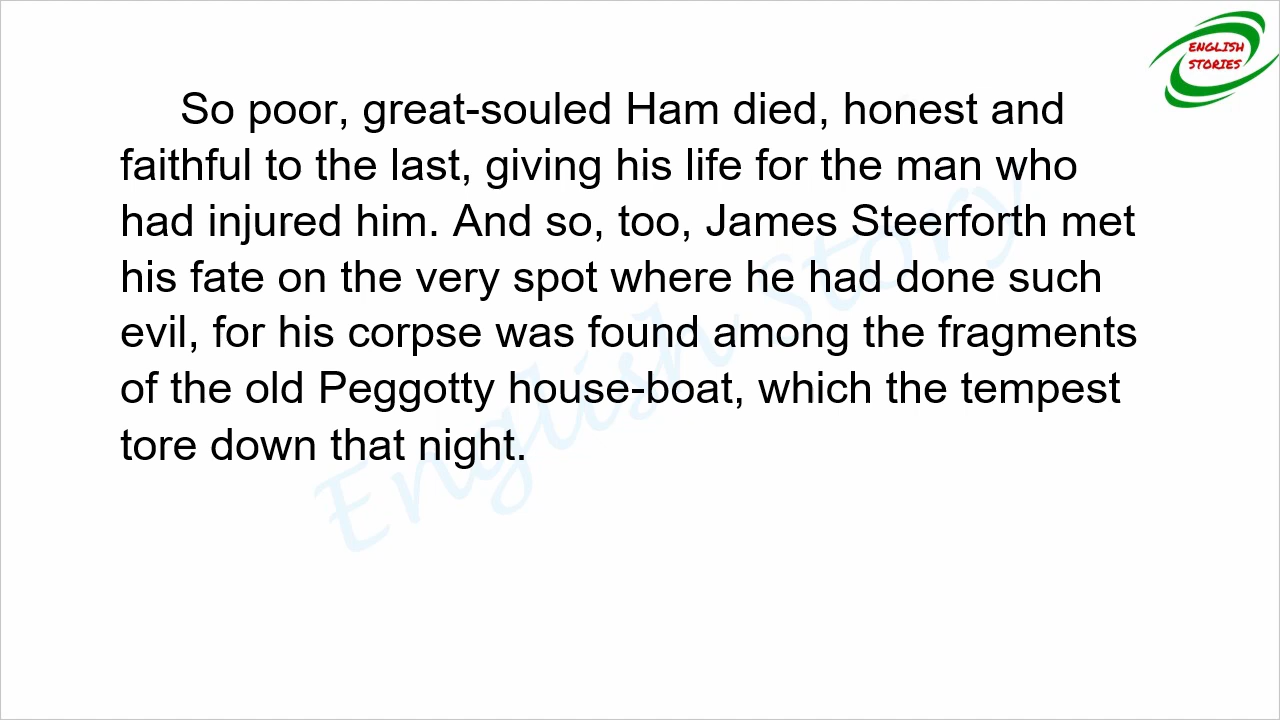 ENGLISH
STORIES
So poor, great-souled Ham died, honest and
faithful to the last, giving his life for the man who
had injured him. And so, too, James Steerforth met
his fate on the very spot where he had done such
evil, for his corpse was found among the fragments
of the old Peggotty house-boat, which the tempest
tore down that night.
English Story